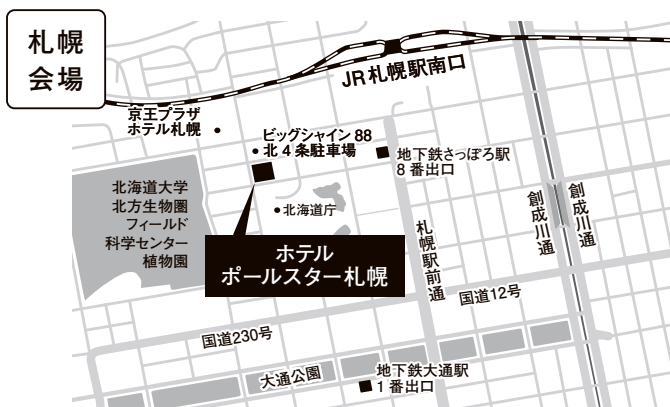 札幌
会場
JR札幌駅南口
京王プラザ
ホテル札幌
ビッグシャイン88
北4条駐車場
地下鉄さっぽろ駅
8番出口
北海道大学
北方生物圏
フィールド
科学センター
植物園
北海道庁
ホテル
ポールスター札幌
札幌駅前通
創成川通
創成川通
国道12号
国道230号
大通公園
地下鉄大通駅
1番出口